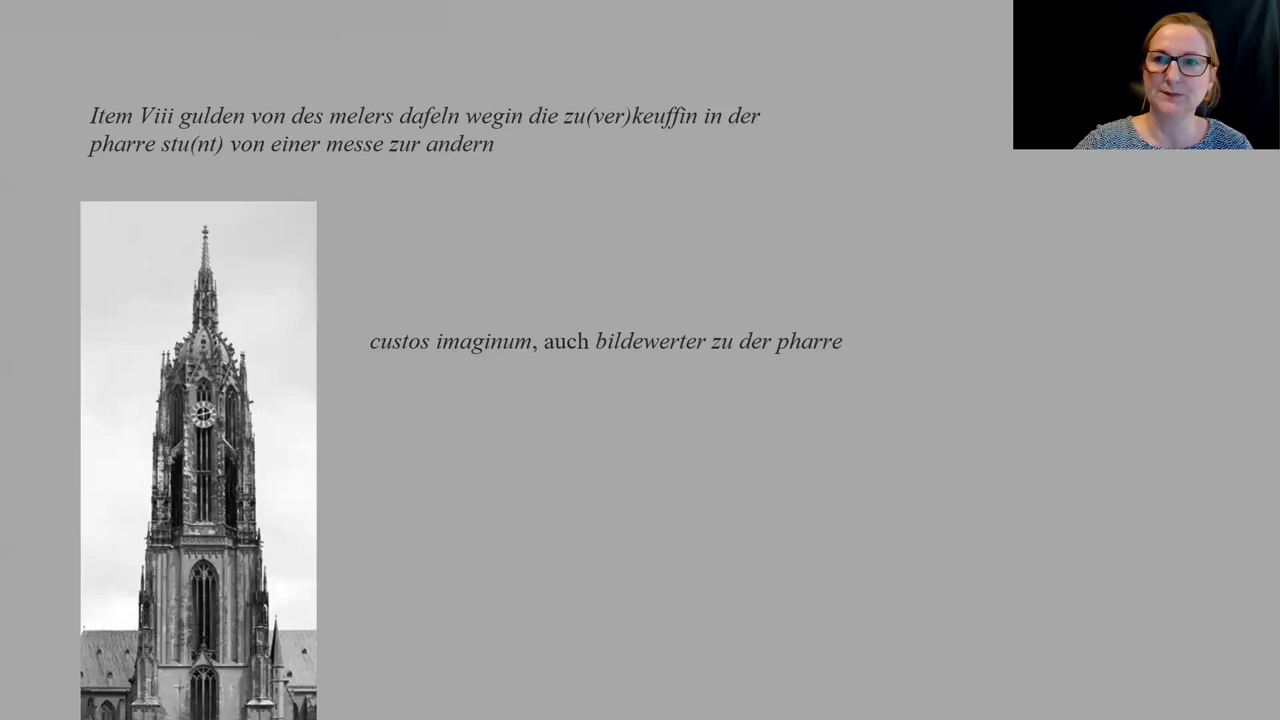 Item Viii gulden von des melers dafeln wegin die zu(ver)keuffin in der
pharre stu(nt) von einer messe zur andern
custos imaginum, auch bildewerter zu der pharre